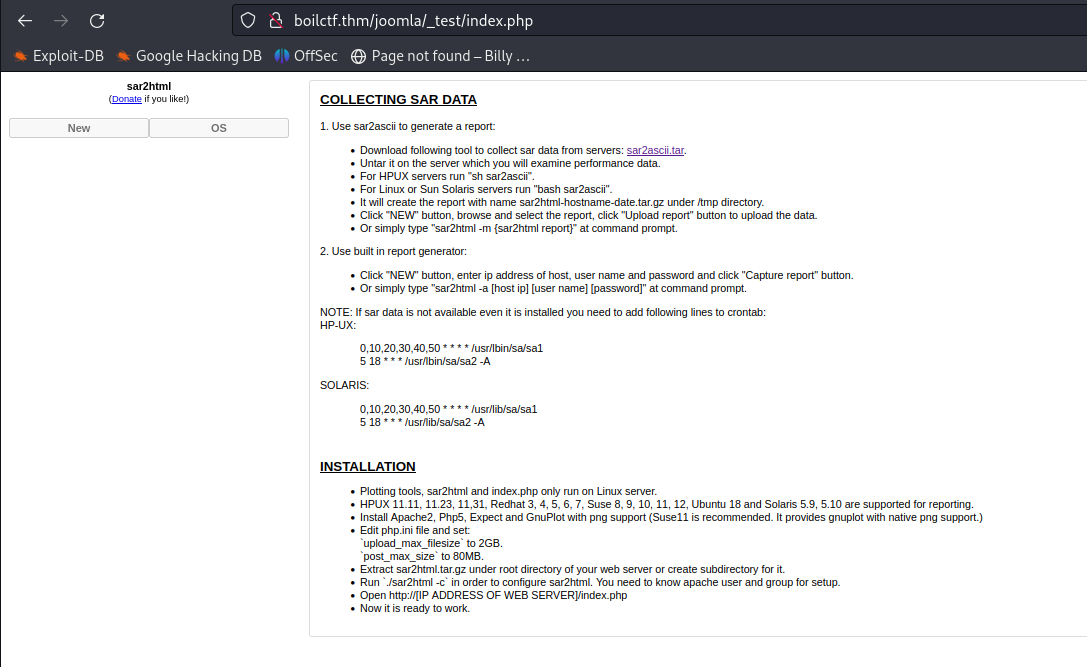 boilctf.thm/joomla/_test/index.php
Exploit-DB Google Hacking DB OffSec Page not found – Billy …
sar2html
(Donate if you like!)
New OS
COLLECTING SAR DATA
1. Use sar2ascii to generate a report:
• Download following tool to collect sar data from servers: sar2ascii.tar.
• Untar it on the server which you will examine performance data.
• For HPUX servers run "sh sar2ascii".
• For Linux or Sun Solaris servers run "bash sar2ascii".
• It will create the report with name sar2html-hostname-date.tar.gz under /tmp directory.
• Click "NEW" button, browse and select the report, click "Upload report" button to upload the data.
• Or simply type "sar2html -m {sar2html report}" at command prompt.
2. Use built in report generator:
• Click "NEW" button, enter ip address of host, user name and password and click "Capture report" button.
• Or simply type "sar2html -a [host ip] [user name] [password]" at command prompt.
NOTE: If sar data is not available even it is installed you need to add following lines to crontab:
HP-UX:
0,10,20,30,40,50 * * * * /usr/lbin/sa/sa1
5 18 * * * /usr/lbin/sa/sa2 -A
SOLARIS:
0,10,20,30,40,50 * * * * /usr/lib/sa/sa1
5 18 * * * /usr/lib/sa/sa2 -A
INSTALLATION
• Plotting tools, sar2html and index.php only run on Linux server.
• HPUX 11.11, 11.23, 11,31, Redhat 3, 4, 5, 6, 7, Suse 8, 9, 10, 11, 12, Ubuntu 18 and Solaris 5.9, 5.10 are supported for reporting.
• Install Apache2, Php5, Expect and GnuPlot with png support (Suse11 is recommended. It provides gnuplot with native png support.)
• Edit php.ini file and set:
`upload_max_filesize` to 2GB.
`post_max_size` to 80MB.
• Extract sar2html.tar.gz under root directory of your web server or create subdirectory for it.
• Run `./sar2html -c` in order to configure sar2html. You need to know apache user and group for setup.
• Open http://[IP ADDRESS OF WEB SERVER]/index.php
• Now it is ready to work.